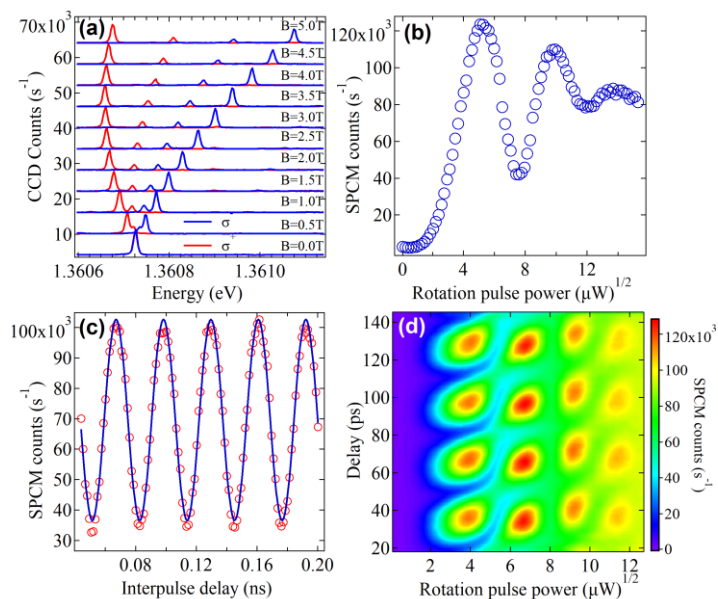 (a)
70x10³
60
50
40
30
20
10
CCD Counts (s⁻¹)
B=5.0T
B=4.5T
B=4.0T
B=3.5T
B=3.0T
B=2.5T
B=2.0T
B=1.5T
B=1.0T
B=0.5T
B=0.0T
σ⁻
σ⁺
1.3606 1.3608 1.3610
Energy (eV)
(b)
120x10³
100
80
60
40
20
SPCM counts (s⁻¹)
0 4 8 12
Rotation pulse power (μW)¹/²
(c)
100x10³
90
80
70
60
50
40
30
SPCM counts (s⁻¹)
0.08 0.12 0.16 0.20
Interpulse delay (ns)
(d)
140
120
100
80
60
40
20
Delay (ps)
0 2 4 6 8 10 12
Rotation pulse power (μW)¹/²
120x10³
100
80
60
40
20
0
SPCM counts (s⁻¹)